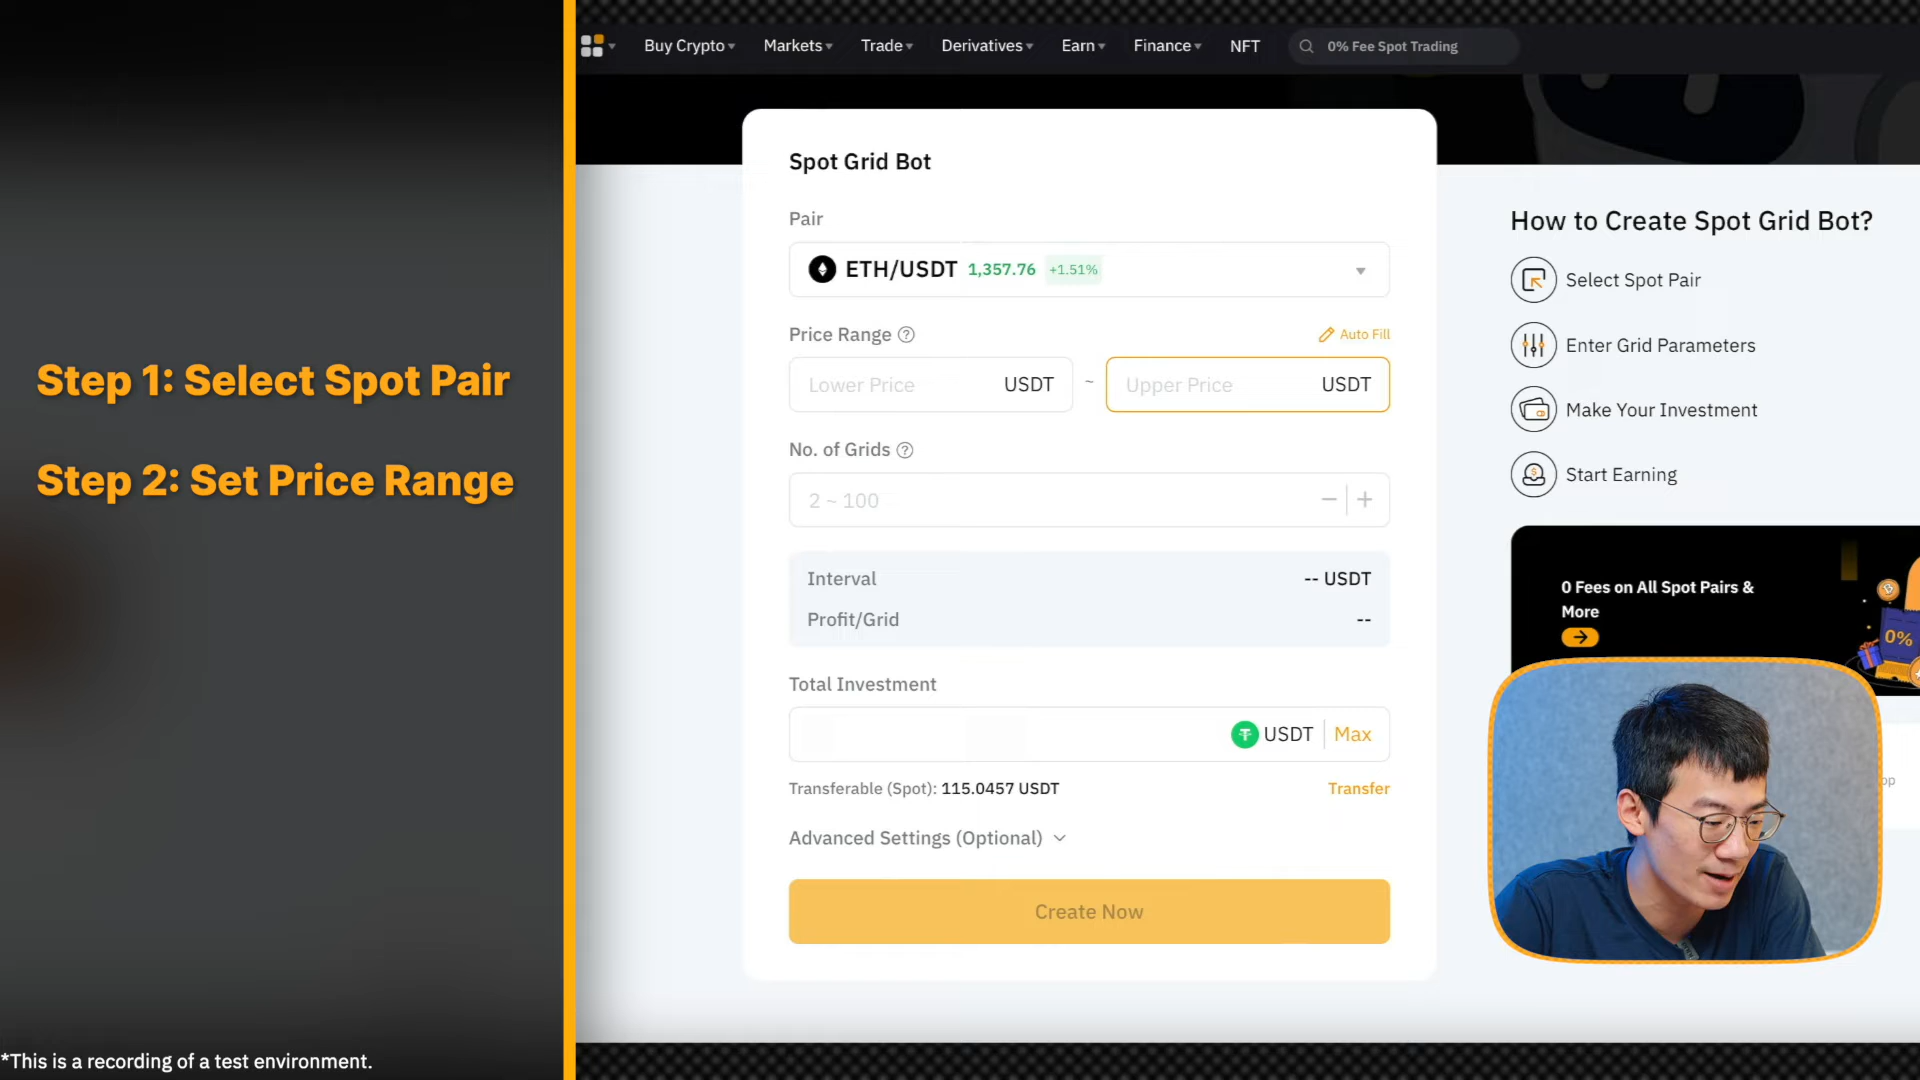 Buy Crypto
Markets
Trade
Derivatives
Earn
Finance
NFT
0% Fee Spot Trading
Step 1: Select Spot Pair
Step 2: Set Price Range
*This is a recording of a test environment.
Spot Grid Bot
Pair
ETH/USDT 1,357.76 +1.51%
Price Range ? Auto Fill
Lower Price USDT ~ Upper Price USDT
No. of Grids ?
2 ~ 100 − +
Interval -- USDT
Profit/Grid --
Total Investment
USDT Max
Transferable (Spot): 115.0457 USDT Transfer
Advanced Settings (Optional)
Create Now
How to Create Spot Grid Bot?
Select Spot Pair
Enter Grid Parameters
Make Your Investment
Start Earning
0 Fees on All Spot Pairs &
More
0%